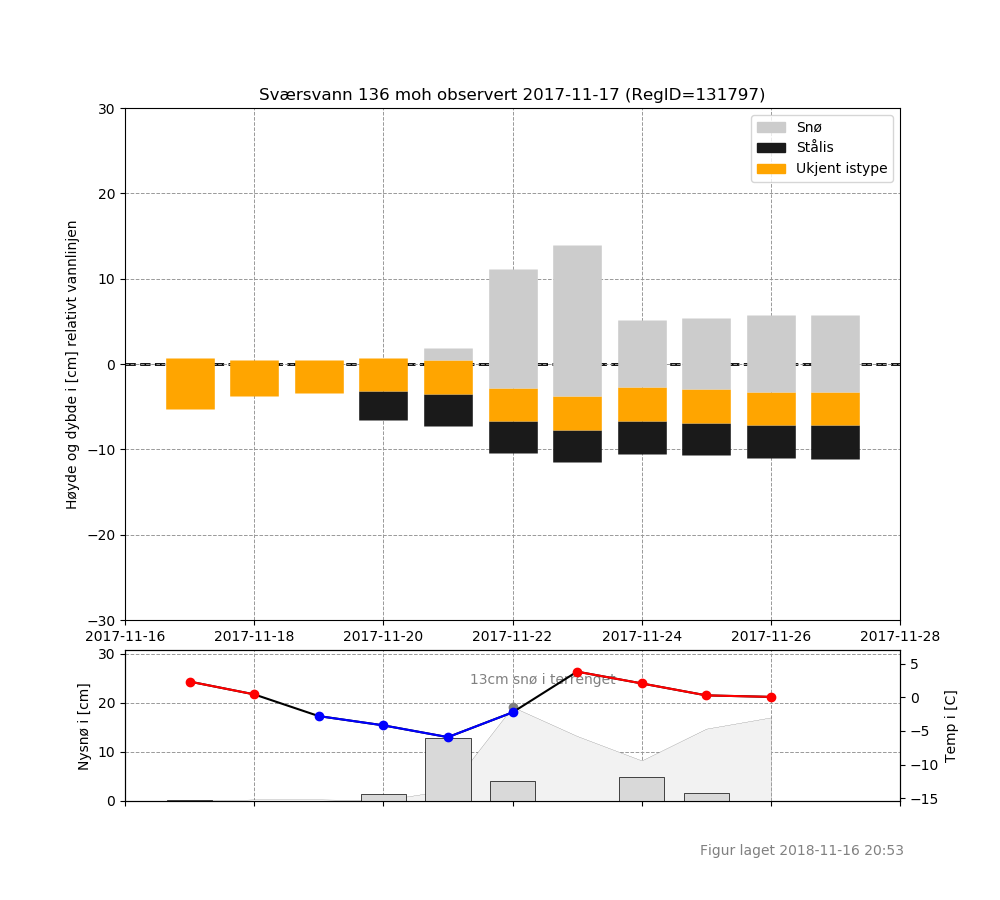 Sværsvann 136 moh observert 2017-11-17 (RegID=131797)
Snø
Stålis
Ukjent istype
Høyde og dybde i [cm] relativt vannlinjen
30
20
10
0
−10
−20
−30
2017-11-16 2017-11-18 2017-11-20 2017-11-22 2017-11-24 2017-11-26 2017-11-28
Nysnø i [cm]
30
20
10
0
13cm snø i terrenget
5
0
−5
−10
−15
Temp i [C]
Figur laget 2018-11-16 20:53